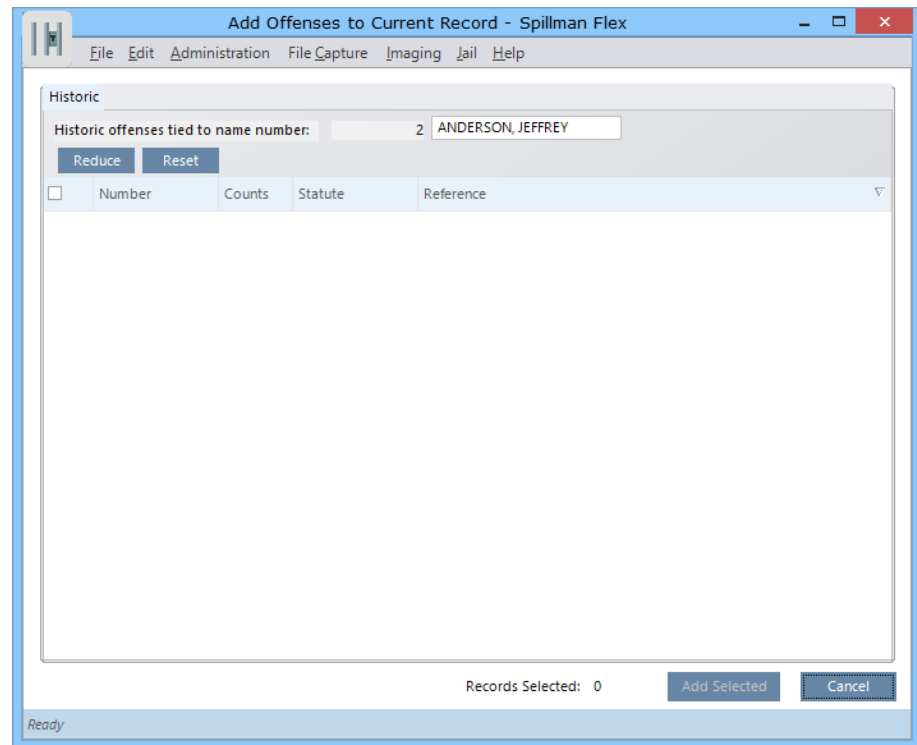 Add Offenses to Current Record - Spillman Flex
File Edit Administration File Capture Imaging Jail Help
Historic
Historic offenses tied to name number: 2 ANDERSON, JEFFREY
Reduce Reset
Number Counts Statute Reference
Records Selected: 0 Add Selected Cancel
Ready